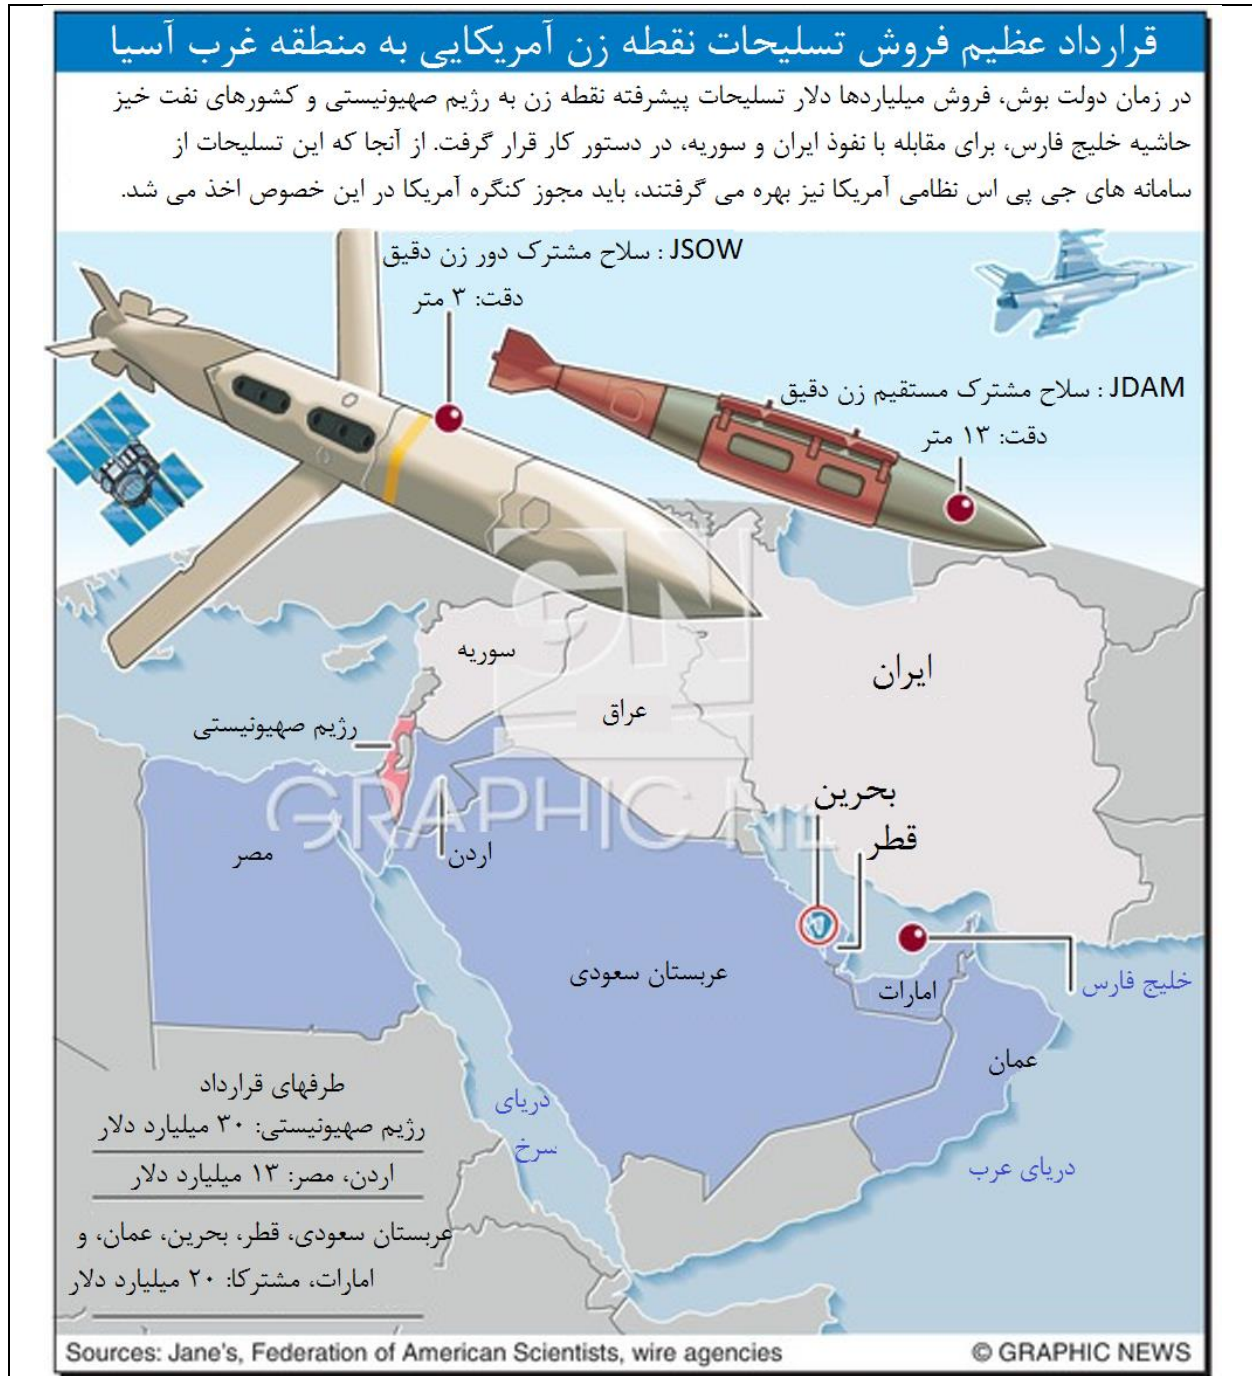 قرارداد عظیم فروش تسلیحات نقطه زن آمریکایی به منطقه غرب آسیا
در زمان دولت بوش، فروش میلیاردها دلار تسلیحات پیشرفته نقطه زن به رژیم صهیونیستی و کشورهای نفت خیز
حاشیه خلیج فارس، برای مقابله با نفوذ ایران و سوریه، در دستور کار قرار گرفت. از آنجا که این تسلیحات از
سامانه های جی پی اس نظامی آمریکا نیز بهره می گرفتند، باید مجوز کنگره آمریکا در این خصوص اخذ می شد.
JSOW : سلاح مشترک دور زن دقیق
دقت: ۳ متر
JDAM : سلاح مشترک مستقیم زن دقیق
دقت: ۱۳ متر
سوریه
ایران
عراق
رژیم صهیونیستی
بحرین
قطر
اردن
مصر
GN
GRAPHIC NE
عربستان سعودی
امارات
خلیج فارس
عمان
دریای
سرخ
دریای عرب
طرفهای قرارداد
رژیم صهیونیستی: ۳۰ میلیارد دلار
اردن، مصر: ۱۳ میلیارد دلار
عربستان سعودی، قطر، بحرین، عمان، و
امارات، مشترکا: ۲۰ میلیارد دلار
Sources: Jane's, Federation of American Scientists, wire agencies
© GRAPHIC NEWS